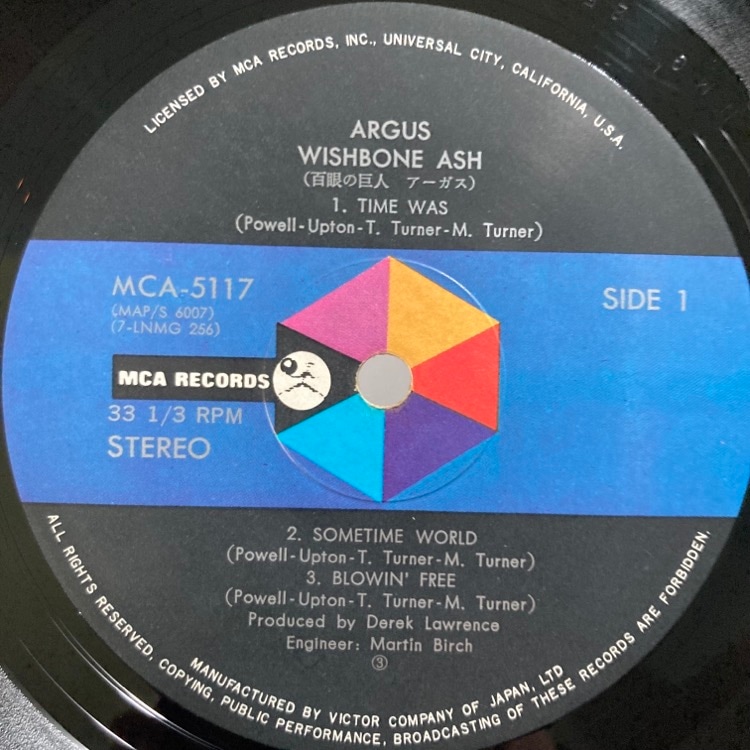 LICENSED BY MCA RECORDS, INC., UNIVERSAL CITY, CALIFORNIA, U.S.A.
ARGUS
WISHBONE ASH
(百眼の巨人 アーガス)
1. TIME WAS
(Powell-Upton-T. Turner-M. Turner)
MCA-5117
(MAP/S 6007)
(7-LNMG 256)
SIDE 1
MCA RECORDS
33 1/3 RPM
STEREO
2. SOMETIME WORLD
(Powell-Upton-T. Turner-M. Turner)
3. BLOWIN' FREE
(Powell-Upton-T. Turner-M. Turner)
Produced by Derek Lawrence
Engineer: Martin Birch
③
MANUFACTURED BY VICTOR COMPANY OF JAPAN, LTD
ALL RIGHTS RESERVED, COPYING, PUBLIC PERFORMANCE, BROADCASTING OF THESE RECORDS ARE FORBIDDEN.